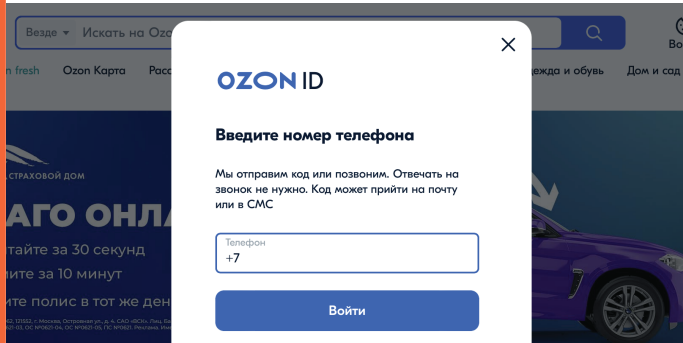 Везде
Искать на Ozo
Во
n fresh
Ozon Карта
Расс
ежда и обувь
Дом и сад
OZON ID
Введите номер телефона
Мы отправим код или позвоним. Отвечать на
звонок не нужно. Код может прийти на почту
или в СМС
СТРАХОВОЙ ДОМ
АГО ОНЛ
тайте за 30 секунд
ите за 10 минут
ите полис в тот же ден
Телефон
+7
Войти